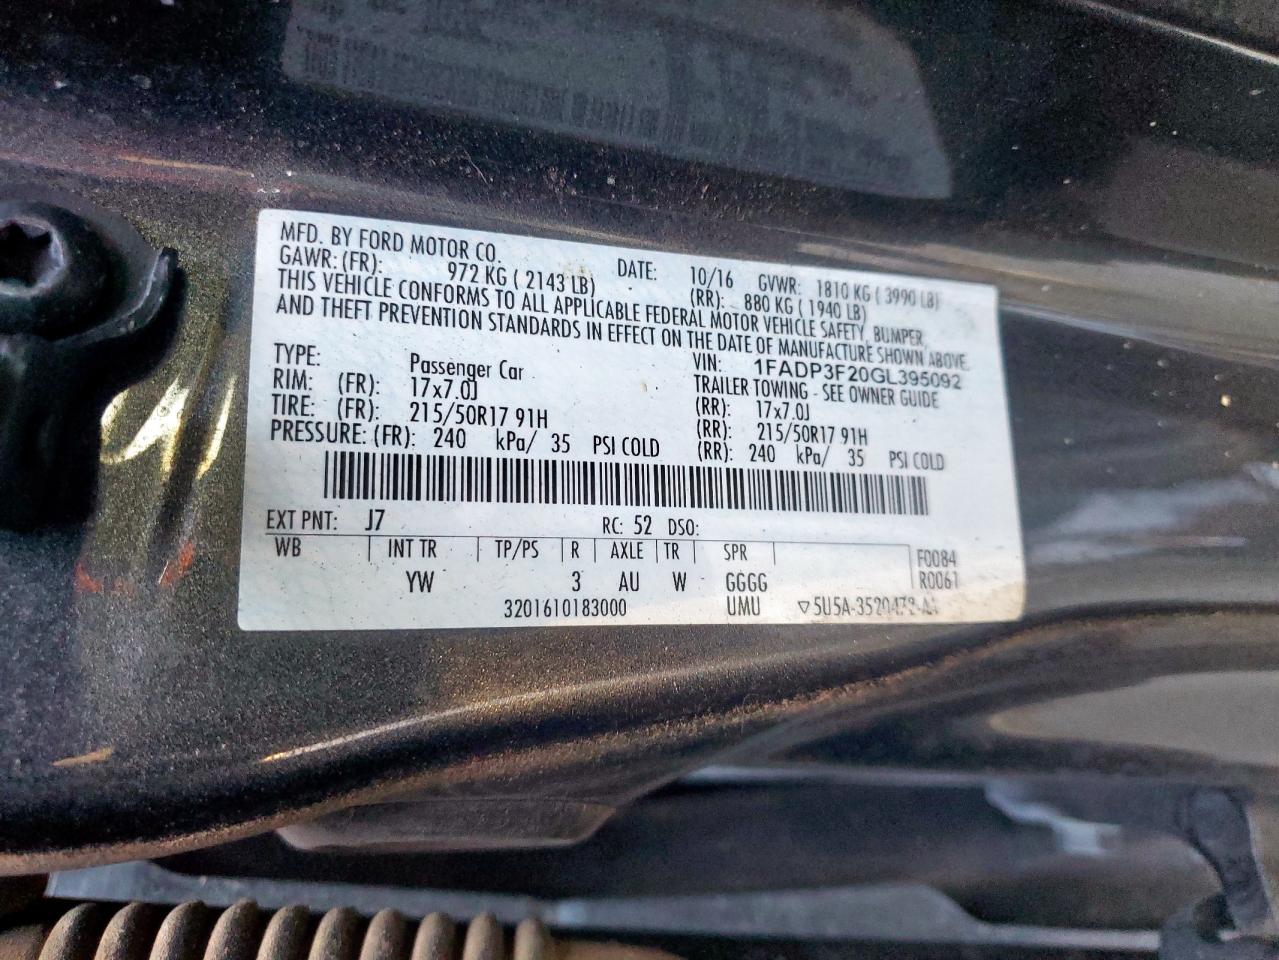 MFD. BY FORD MOTOR CO. DATE: 10/16 GVWR: 1810 KG ( 3990 LB)
GAWR: (FR): 972 KG ( 2143 LB) (RR): 880 KG ( 1940 LB)
THIS VEHICLE CONFORMS TO ALL APPLICABLE FEDERAL MOTOR VEHICLE SAFETY, BUMPER,
AND THEFT PREVENTION STANDARDS IN EFFECT ON THE DATE OF MANUFACTURE SHOWN ABOVE.
VIN: 1FADP3F20GL395092
TYPE: Passenger Car TRAILER TOWING - SEE OWNER GUIDE
RIM: (FR): 17x7.0J (RR): 17x7.0J
TIRE: (FR): 215/50R17 91H (RR): 215/50R17 91H
PRESSURE: (FR): 240 kPa/ 35 PSI COLD (RR): 240 kPa/ 35 PSI COLD
EXT PNT: J7 RC: 52 DSO:
WB INT TR TP/PS R AXLE TR SPR F0084
YW 3 AU W GGGG R0061
3201610183000 UMU